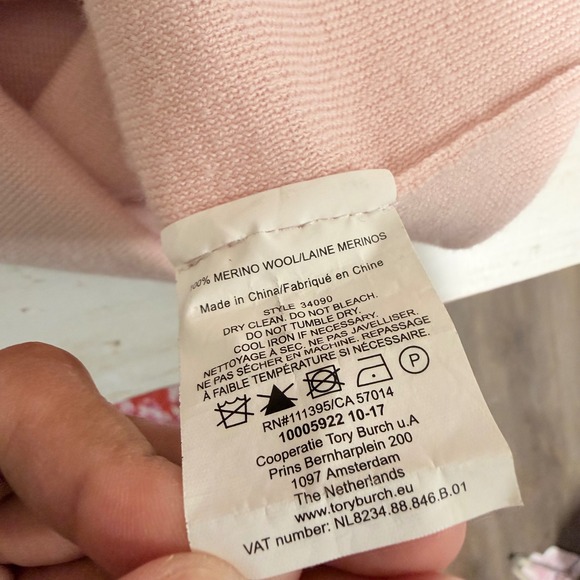 100% MERINO WOOL/LAINE MERINOS
Made in China/Fabriqué en Chine
STYLE 34090
DRY CLEAN. DO NOT BLEACH.
DO NOT TUMBLE DRY.
COOL IRON IF NECESSARY.
NETTOYAGE À SEC. NE PAS JAVELLISER.
NE PAS SÉCHER EN MACHINE. REPASSAGE
À FAIBLE TEMPÉRATURE SI NÉCESSAIRE.
P
RN#111395/CA 57014
10005922 10-17
Cooperatie Tory Burch u.A
Prins Bernharplein 200
1097 Amsterdam
The Netherlands
www.toryburch.eu
VAT number: NL8234.88.846.B.01